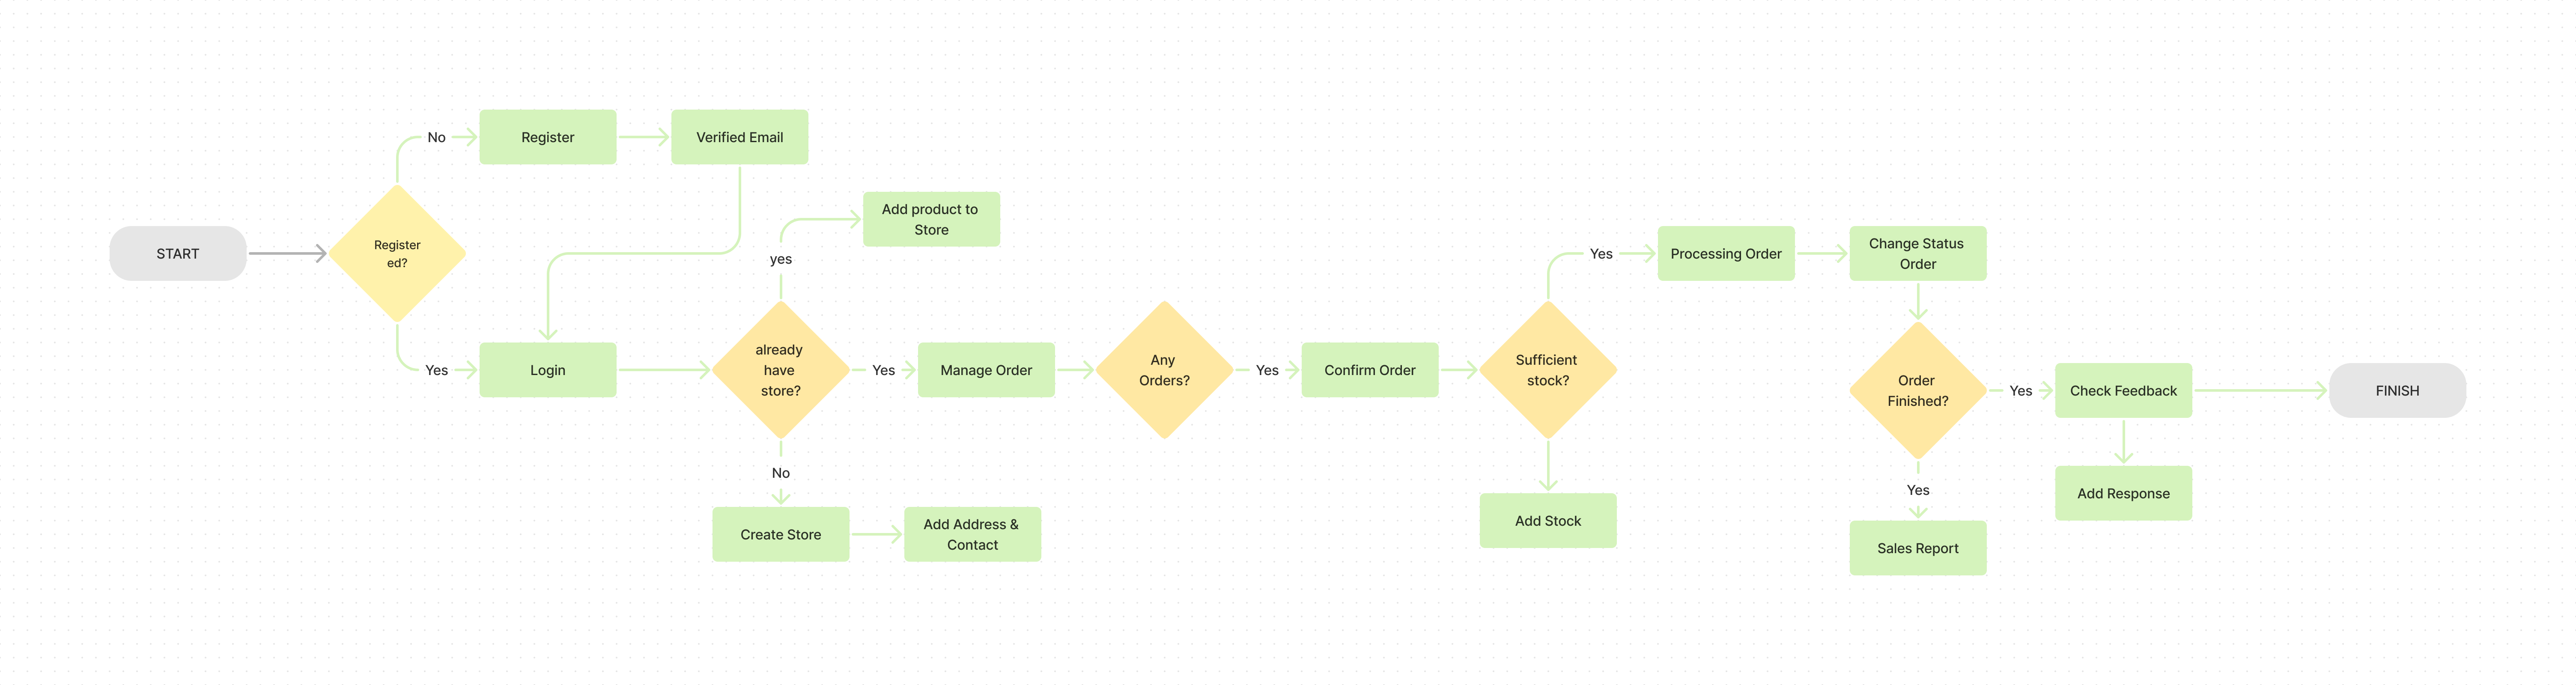 No
Register
Verified Email
Add product to
Store
START
Register
ed?
yes
Yes
Processing Order
Change Status
Order
Yes
Login
already
have
store?
Yes
Manage Order
Any
Orders?
Yes
Confirm Order
Sufficient
stock?
Order
Finished?
Yes
Check Feedback
FINISH
No
Yes
Add Response
Create Store
Add Address &
Contact
Add Stock
Sales Report